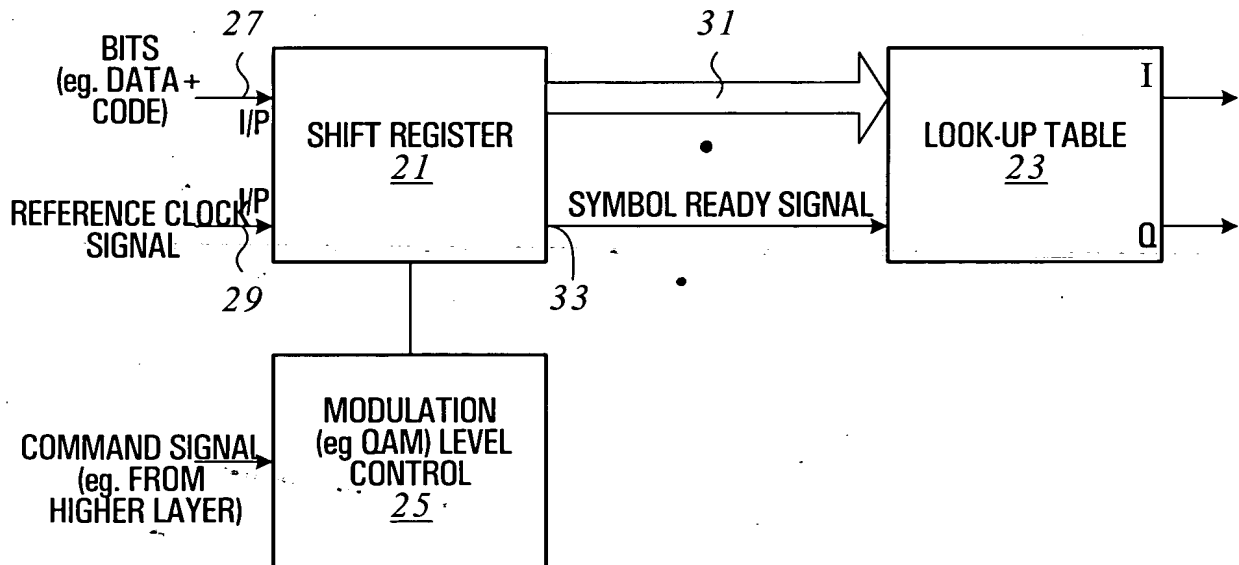 27
31
BITS
(eg. DATA +
CODE)
I/P
SHIFT REGISTER
21
I
LOOK-UP TABLE
23
I/P
REFERENCE CLOCK
SIGNAL
SYMBOL READY SIGNAL
Q
29
33
MODULATION
(eg QAM) LEVEL
CONTROL
25
COMMAND SIGNAL
(eg. FROM
HIGHER LAYER)